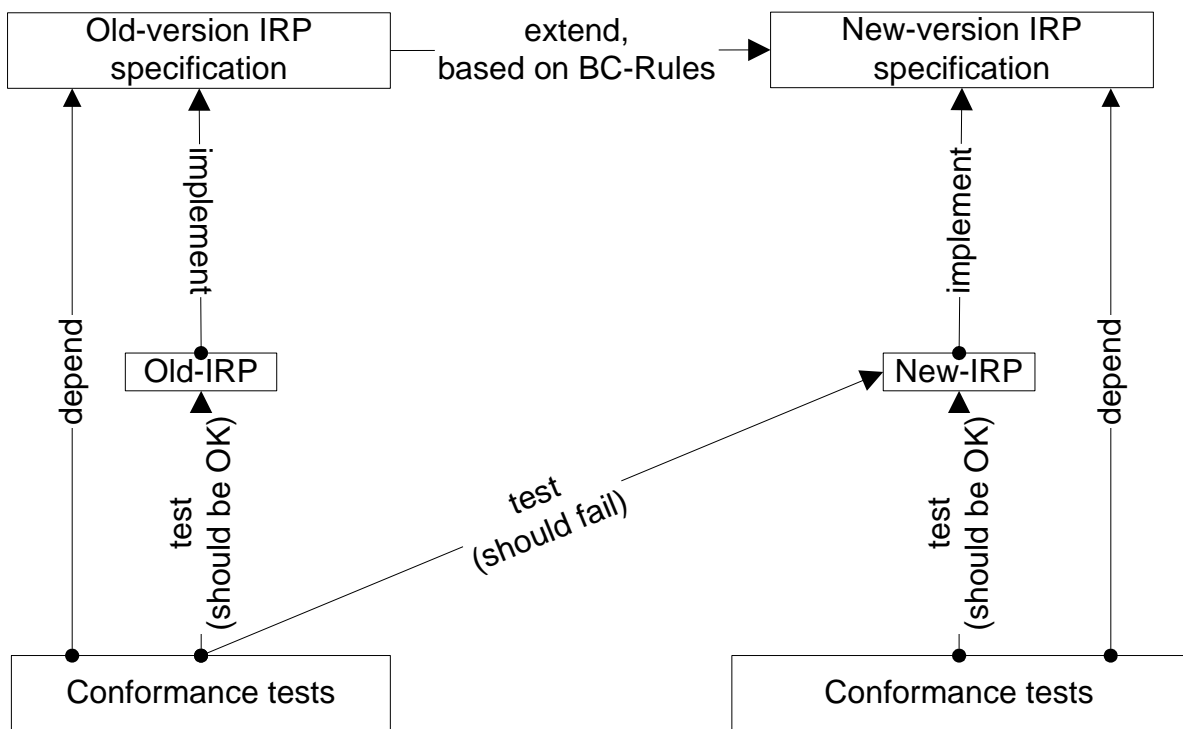 Old-version IRP
specification
extend,
based on BC-Rules
New-version IRP
specification
implement
implement
depend
Old-IRP
New-IRP
depend
test
(should be OK)
test
(should fail)
test
(should be OK)
Conformance tests
Conformance tests